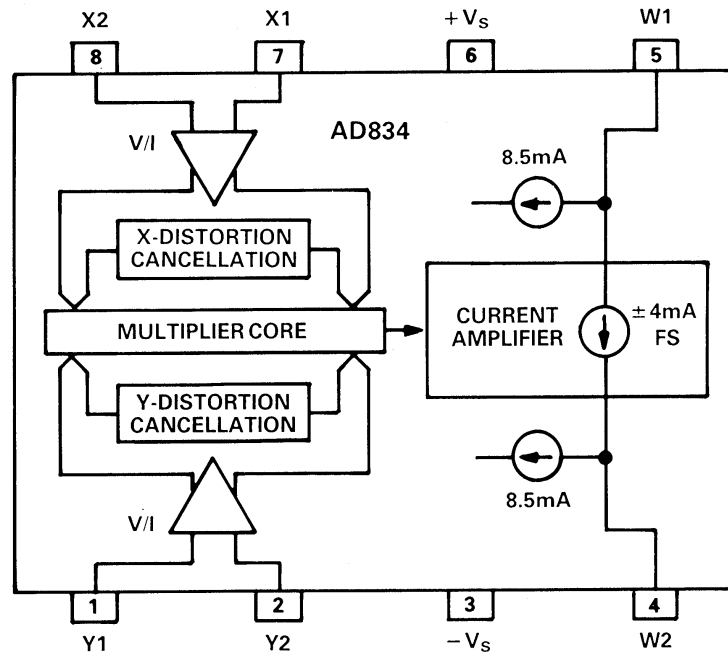 X2 X1 +VS W1
8 7 6 5
V/I AD834
8.5mA
X-DISTORTION
CANCELLATION
MULTIPLIER CORE
CURRENT
AMPLIFIER
±4mA
FS
Y-DISTORTION
CANCELLATION
8.5mA
V/I
1 2 3 4
Y1 Y2 −VS W2